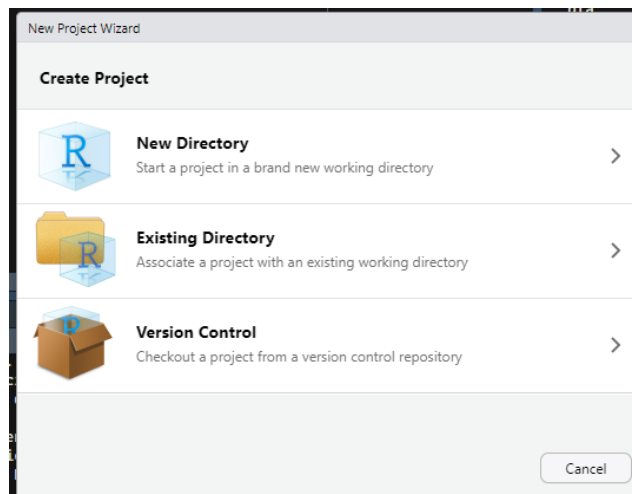 New Project Wizard
Create Project
R
New Directory
Start a project in a brand new working directory
R
Existing Directory
Associate a project with an existing working directory
R
Version Control
Checkout a project from a version control repository
Cancel